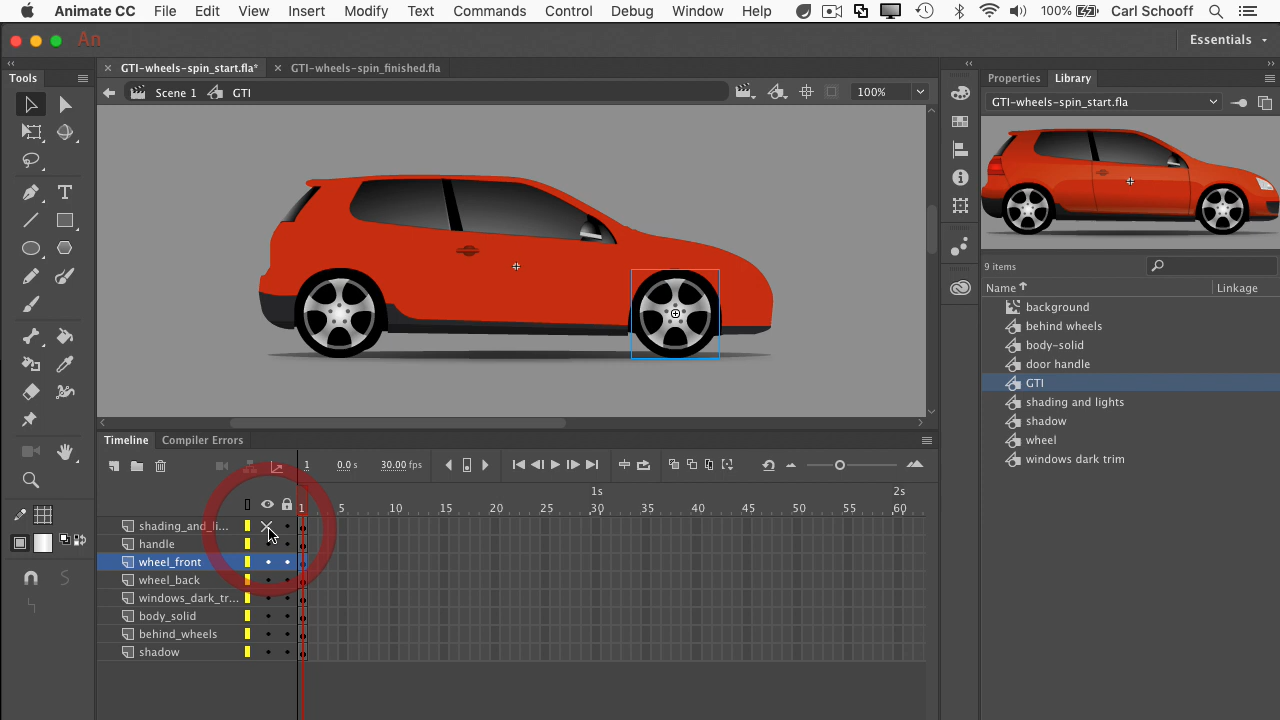 Animate CC File Edit View Insert Modify Text Commands Control Debug Window Help 100% Carl Schooff
An Essentials
Tools
GTI-wheels-spin_start.fla* GTI-wheels-spin_finished.fla
Scene 1 GTI 100%
Properties Library
GTI-wheels-spin_start.fla
9 items
Name Linkage
background
behind wheels
body-solid
door handle
GTI
shading and lights
shadow
wheel
windows dark trim
Timeline Compiler Errors
1 0.0 s 30.00 fps
1s 2s
1 5 10 15 20 25 30 35 40 45 50 55 60
shading_and_li...
handle
wheel_front
wheel_back
windows_dark_tr...
body_solid
behind_wheels
shadow